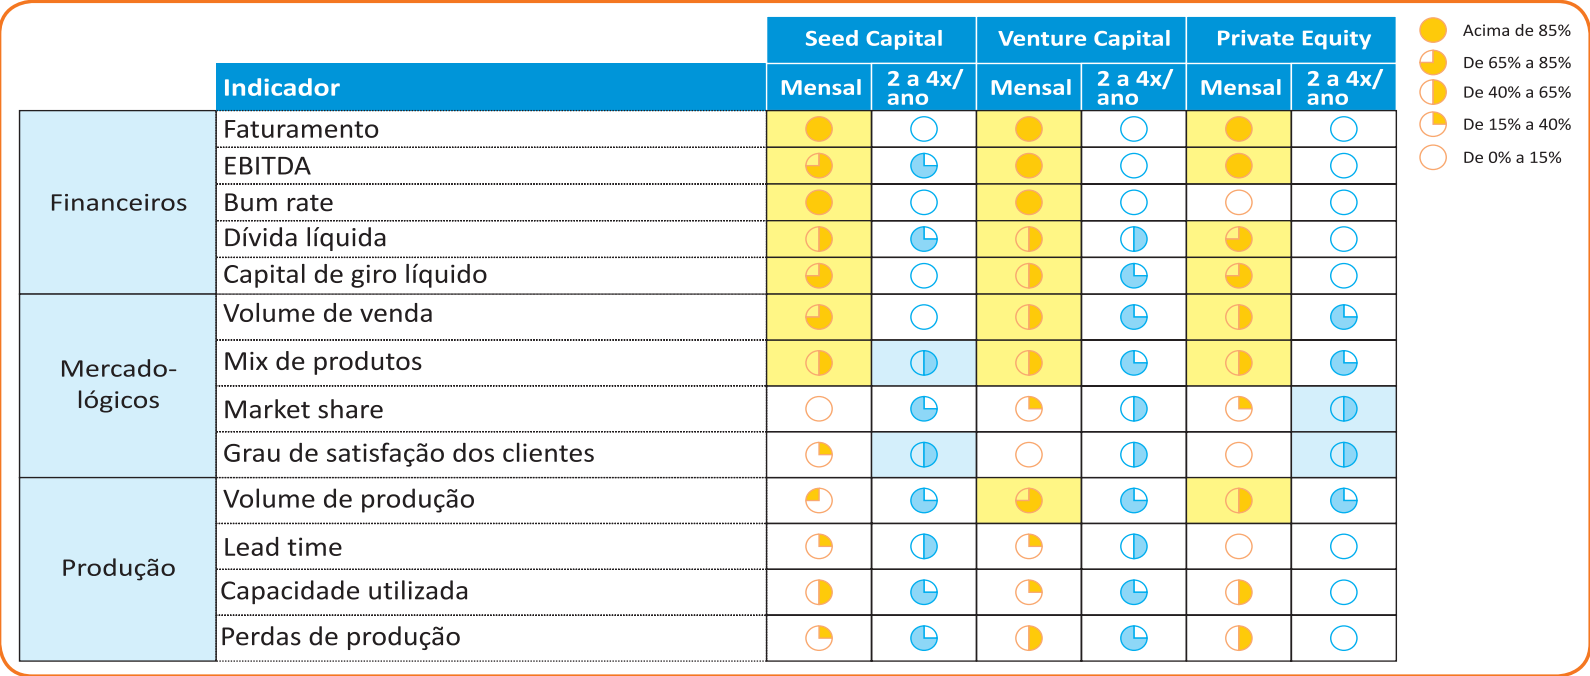 Seed Capital Venture Capital Private Equity
Indicador Mensal 2 a 4x/ano Mensal 2 a 4x/ano Mensal 2 a 4x/ano
Acima de 85%
De 65% a 85%
De 40% a 65%
De 15% a 40%
De 0% a 15%
Financeiros
Faturamento
EBITDA
Bum rate
Dívida líquida
Capital de giro líquido
Mercado-
lógicos
Volume de venda
Mix de produtos
Market share
Grau de satisfação dos clientes
Produção
Volume de produção
Lead time
Capacidade utilizada
Perdas de produção